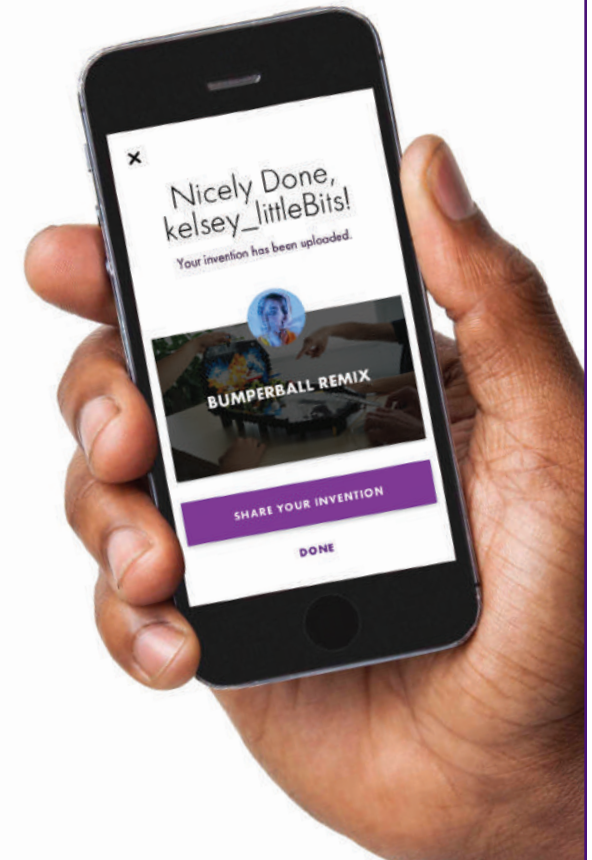 Nicely Done,
kelsey_littleBits!
Your invention has been uploaded.
BUMPERBALL REMIX
SHARE YOUR INVENTION
DONE